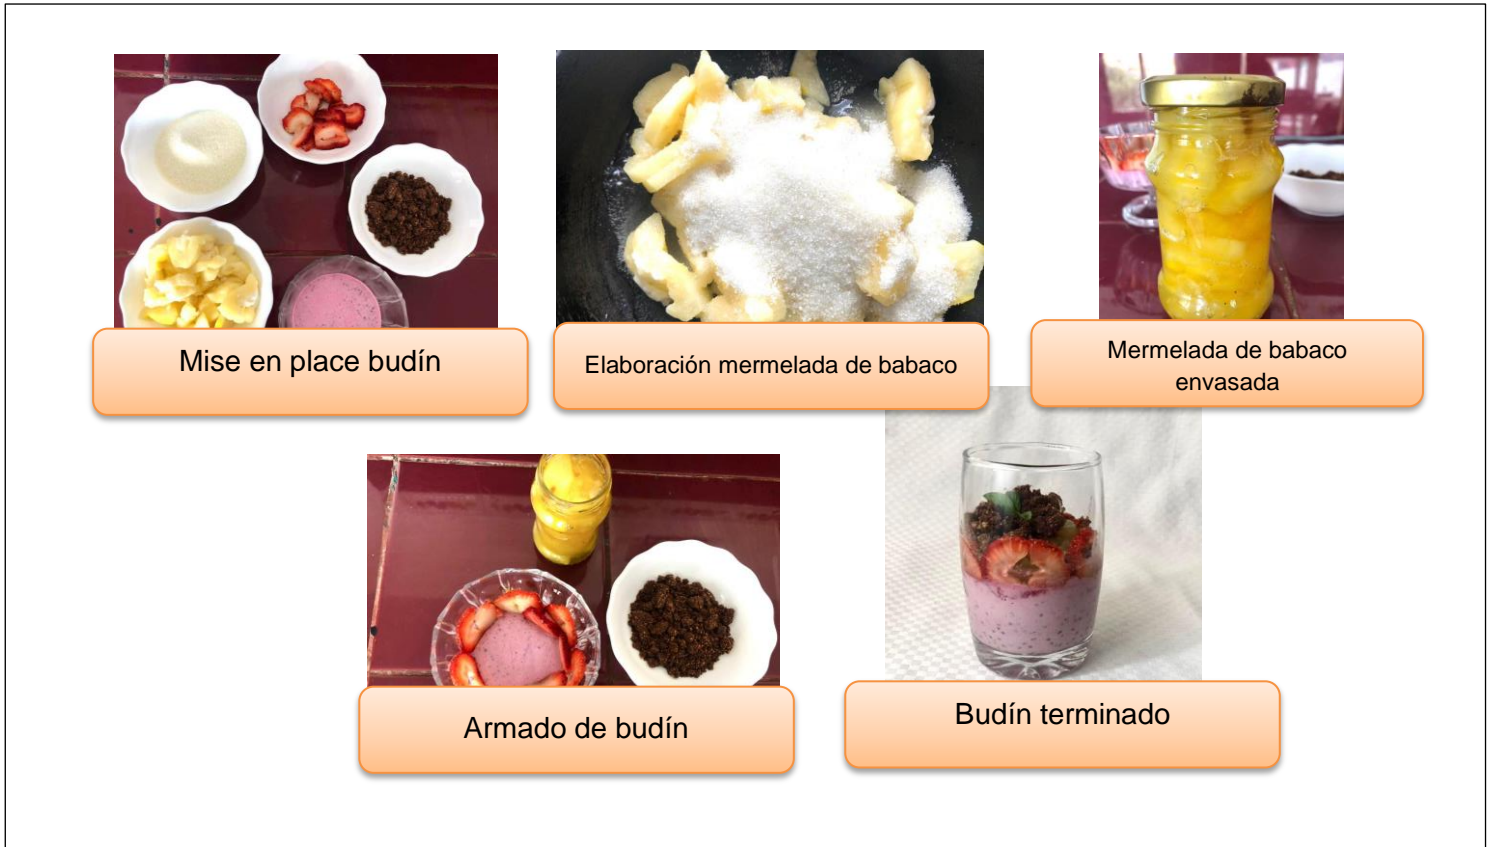 Mise en place budín
Elaboración mermelada de babaco
Mermelada de babaco
envasada
Armado de budín
Budín terminado